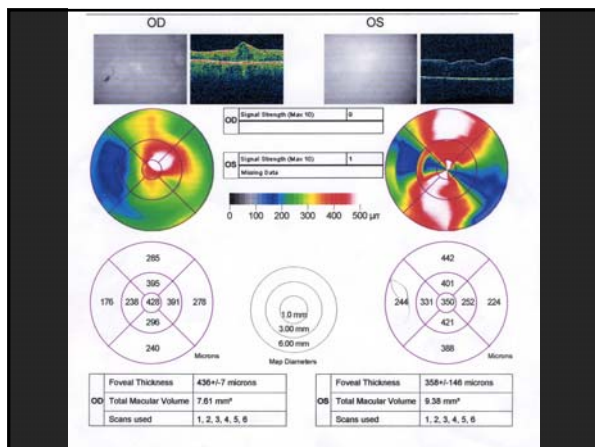 OD
OS
OD Signal Strength (Max 10)
OS Signal Strength (Max 10) 1
Missing Data
0 100 200 300 400 500 µm
285
395
176 238 428 391 278
296
240
Microns
1.0 mm
3.00 mm
6.00 mm
Map Diameters
442
401
244 331 350 252 224
421
388
Microns
OD
Foveal Thickness 436+/-7 microns
Total Macular Volume 7.61 mm³
Scans used 1, 2, 3, 4, 5, 6
OS
Foveal Thickness 358+/-146 microns
Total Macular Volume 9.38 mm³
Scans used 1, 2, 3, 4, 5, 6